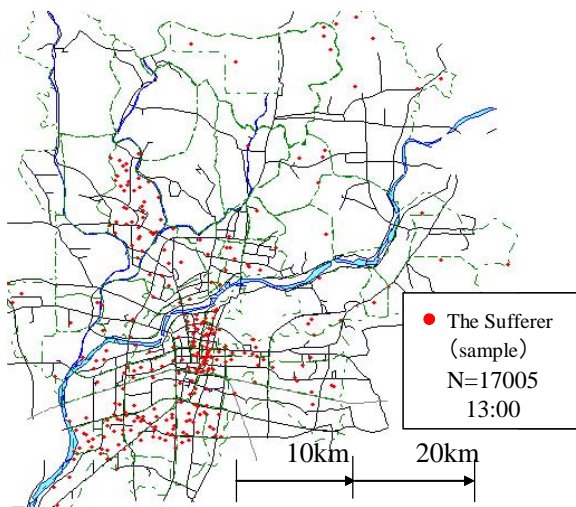 The Sufferer
（sample）
N=17005
13:00
10km 20km